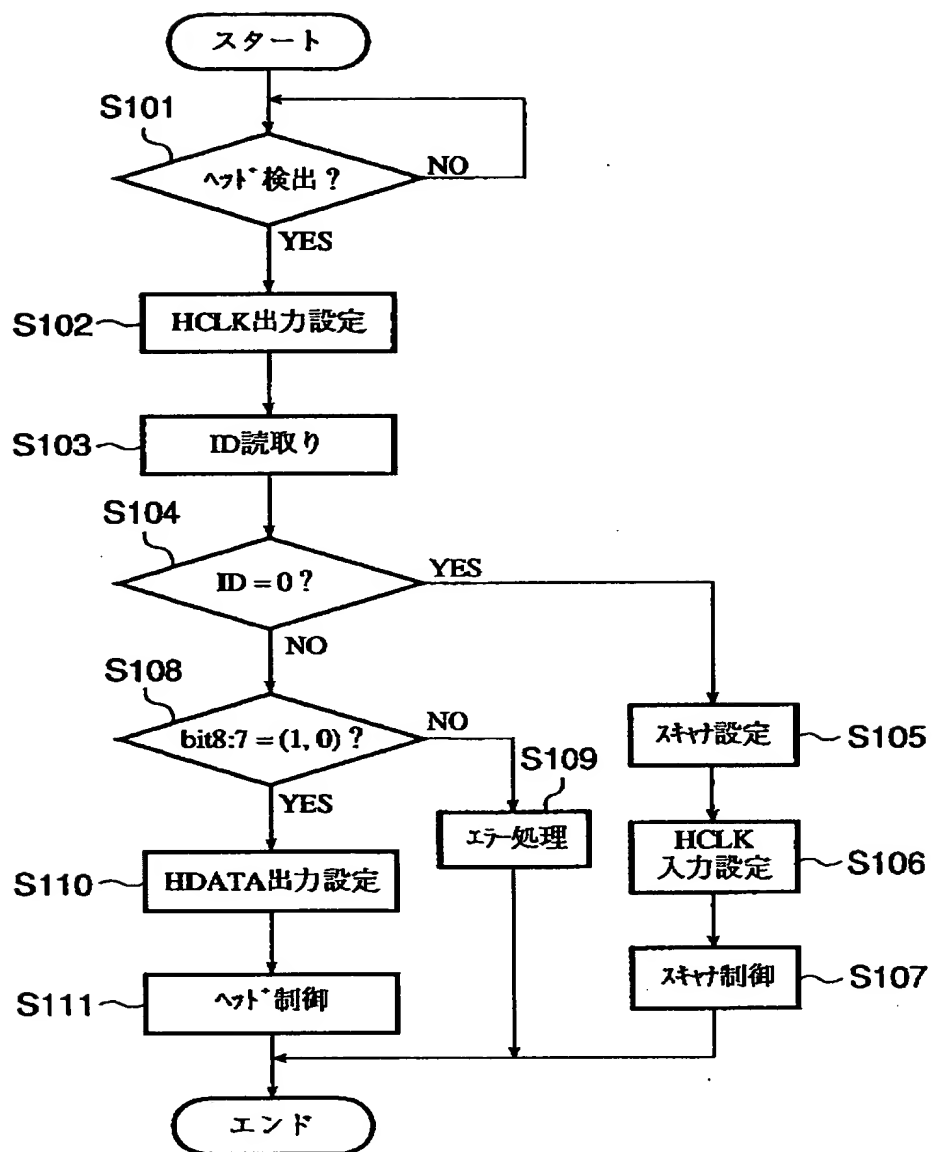 スタート
S101
ﾍｯﾄﾞ検出？
NO
YES
S102
HCLK出力設定
S103
ID読取り
S104
ID = 0？
YES
NO
S108
bit8:7 = (1, 0)？
NO
YES
S109
エラー処理
ｽｷｬﾅ設定
S105
HCLK
入力設定
S106
S110
HDATA出力設定
S111
ﾍｯﾄﾞ制御
ｽｷｬﾅ制御
S107
エンド